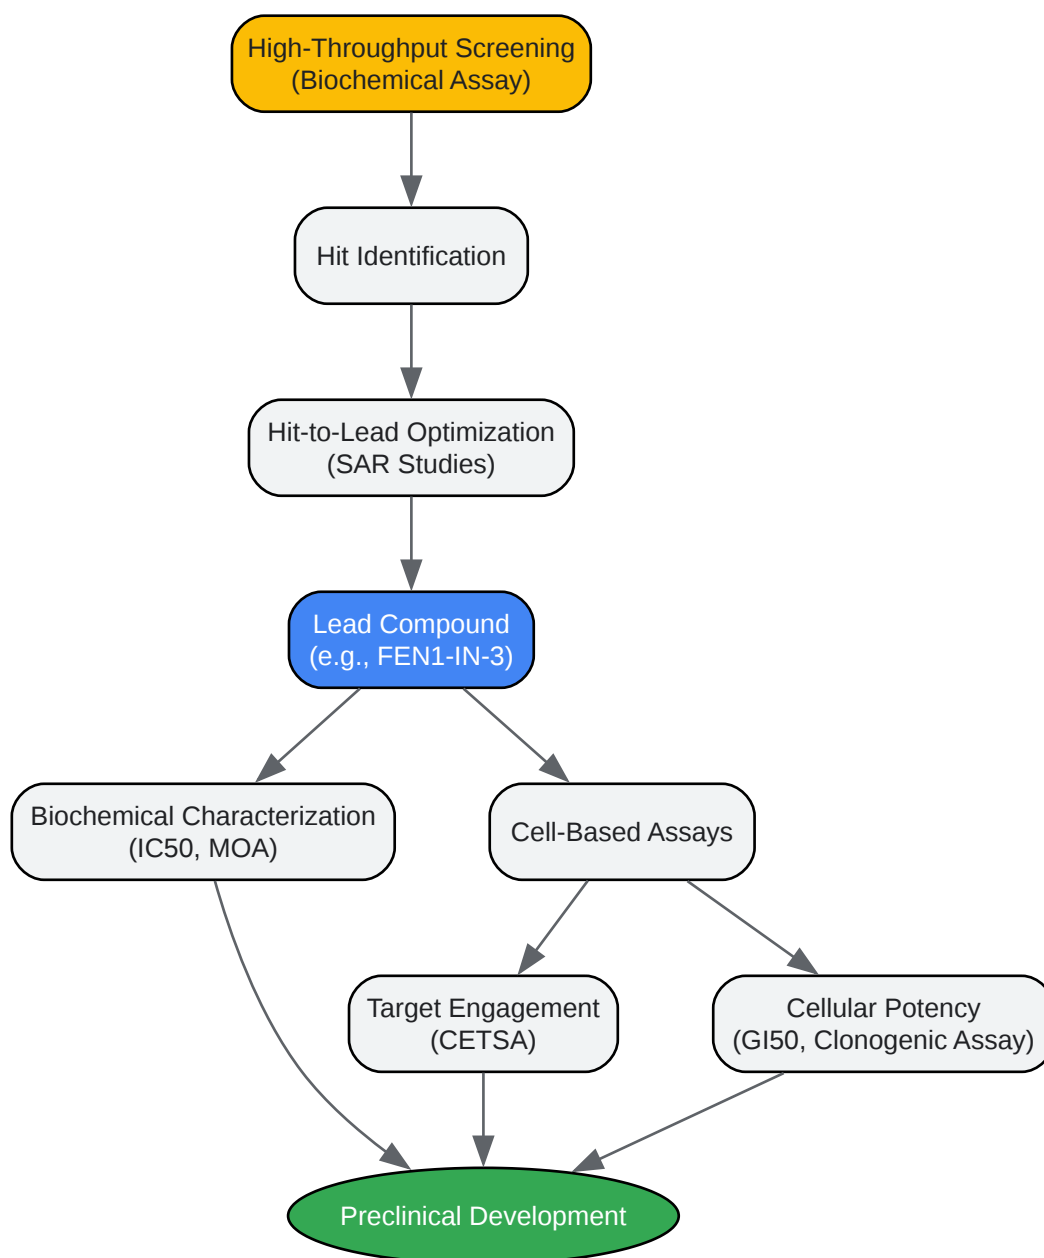 High-Throughput Screening
(Biochemical Assay)
Hit Identification
Hit-to-Lead Optimization
(SAR Studies)
Lead Compound
(e.g., FEN1-IN-3)
Biochemical Characterization
(IC50, MOA)
Cell-Based Assays
Target Engagement
(CETSA)
Cellular Potency
(GI50, Clonogenic Assay)
Preclinical Development